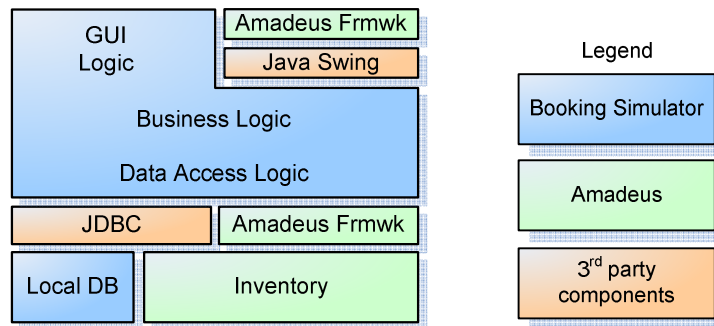 GUI
Logic
Amadeus Frmwk
Java Swing
Business Logic
Data Access Logic
JDBC
Amadeus Frmwk
Local DB
Inventory
Legend
Booking Simulator
Amadeus
3rd party
components